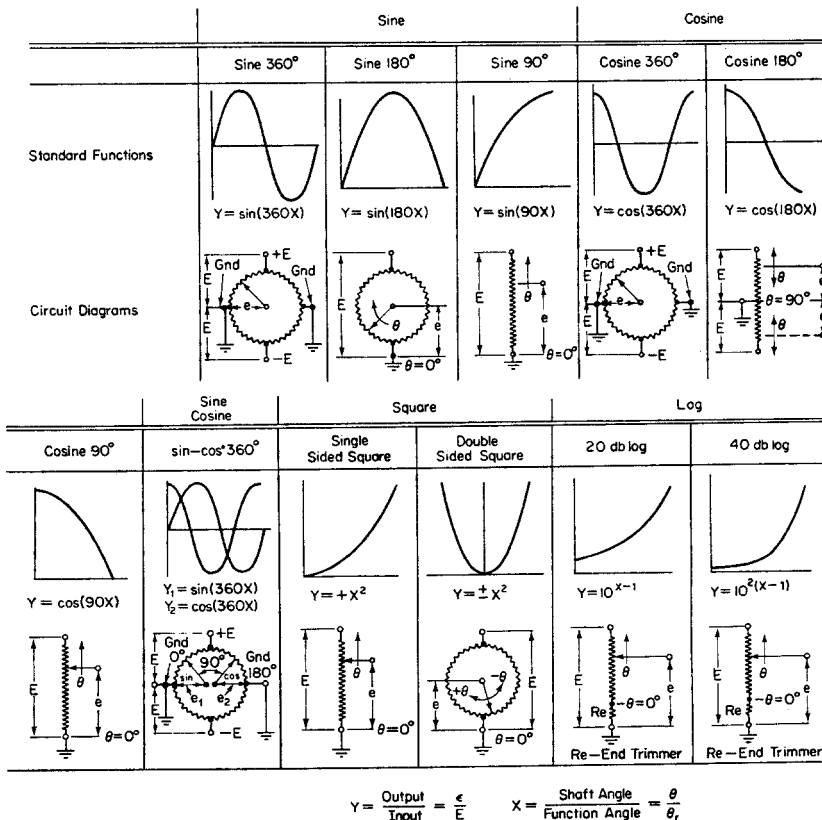 Sine Cosine
Sine 360° Sine 180° Sine 90° Cosine 360° Cosine 180°
Standard Functions
Y = sin(360X) Y = sin(180X) Y = sin(90X) Y = cos(360X) Y = cos(180X)
Circuit Diagrams
+E Gnd Gnd E e E -E
E θ e θ=0°
E θ e θ=0°
+E Gnd Gnd E e E -E
E θ θ=90° E θ
Sine Cosine Square Log
Cosine 90° sin-cos 360° Single Sided Square Double Sided Square 20 db log 40 db log
Y = cos(90X) Y₁ = sin(360X) Y = +X² Y = ± X² Y = 10^(X-1) Y = 10^(2(X-1))
Y₂ = cos(360X)
E θ e θ=0°
+E Gnd 0° 90° Gnd 180° sin cos E e₁ e₂ E -E
E θ e θ=0°
+θ -θ e E θ=0°
E θ e -θ=0° Re
E θ e -θ=0° Re
Re-End Trimmer Re-End Trimmer
Y = Output/Input = ϵ/E X = Shaft Angle/Function Angle = θ/θᵣ